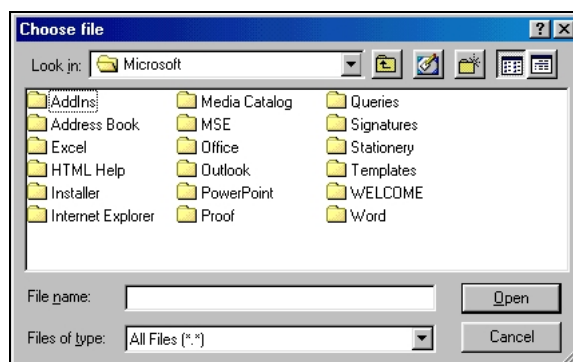 Choose file
Look in: Microsoft
AddIns Media Catalog Queries
Address Book MSE Signatures
Excel Office Stationery
HTML Help Outlook Templates
Installer PowerPoint WELCOME
Internet Explorer Proof Word
File name: Open
Files of type: All Files (*.*) Cancel